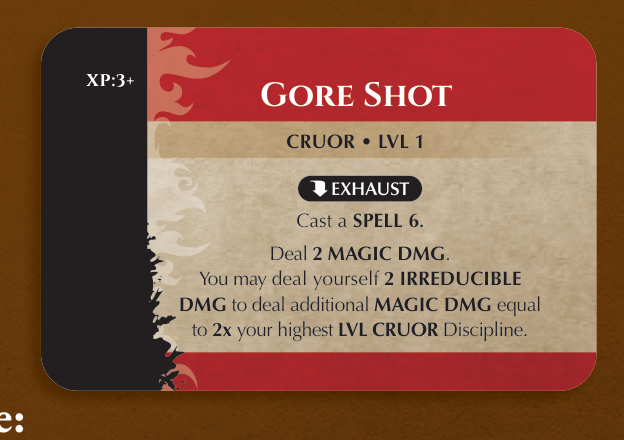 XP:3+
GORE SHOT
CRUOR • LVL 1
EXHAUST
Cast a SPELL 6.
Deal 2 MAGIC DMG.
You may deal yourself 2 IRREDUCIBLE
DMG to deal additional MAGIC DMG equal
to 2x your highest LVL CRUOR Discipline.
e: